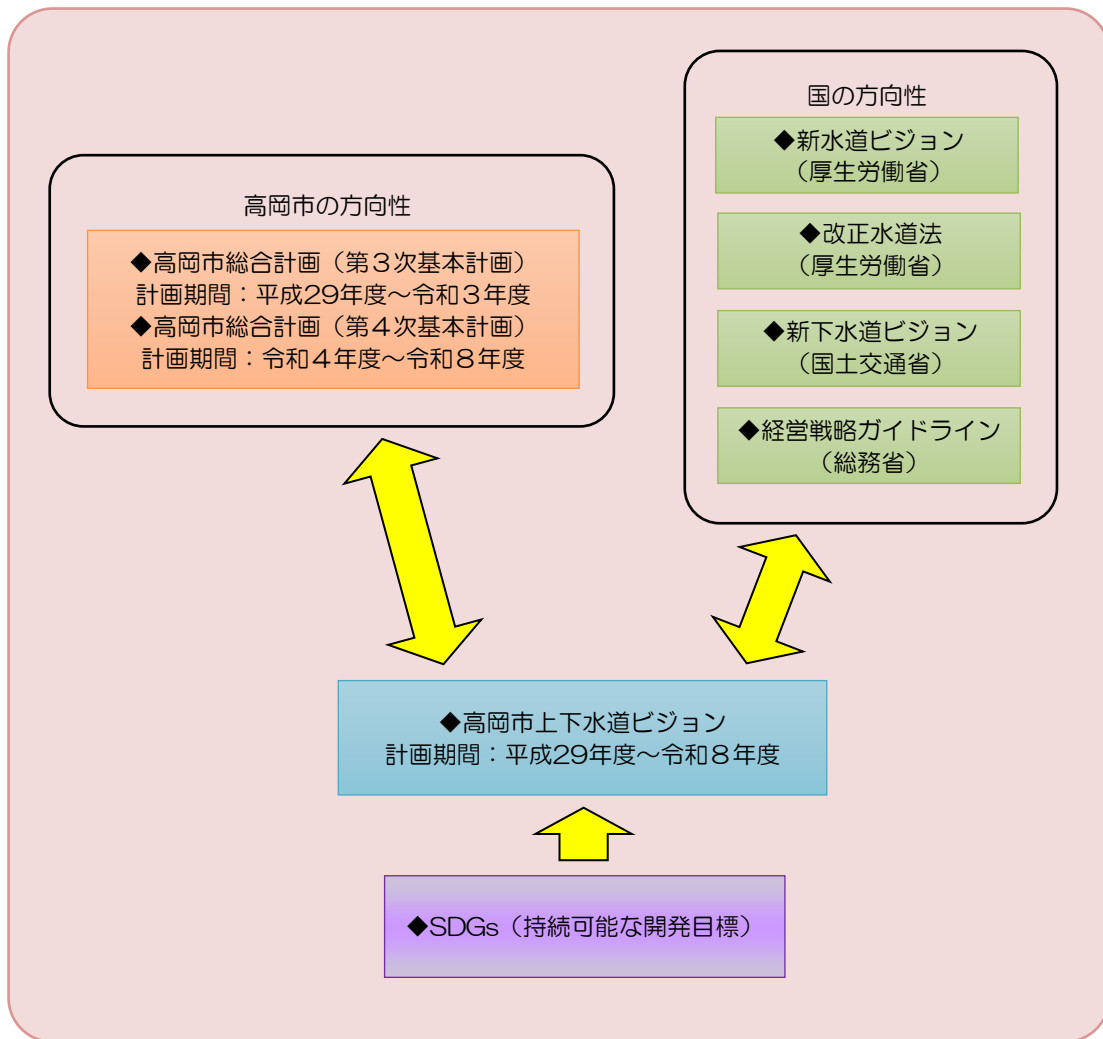 高岡市の方向性
◆高岡市総合計画（第３次基本計画）
計画期間：平成29年度～令和３年度
◆高岡市総合計画（第４次基本計画）
計画期間：令和４年度～令和８年度
国の方向性
◆新水道ビジョン
（厚生労働省）
◆改正水道法
（厚生労働省）
◆新下水道ビジョン
（国土交通省）
◆経営戦略ガイドライン
（総務省）
◆高岡市上下水道ビジョン
計画期間：平成29年度～令和８年度
◆SDGs（持続可能な開発目標）